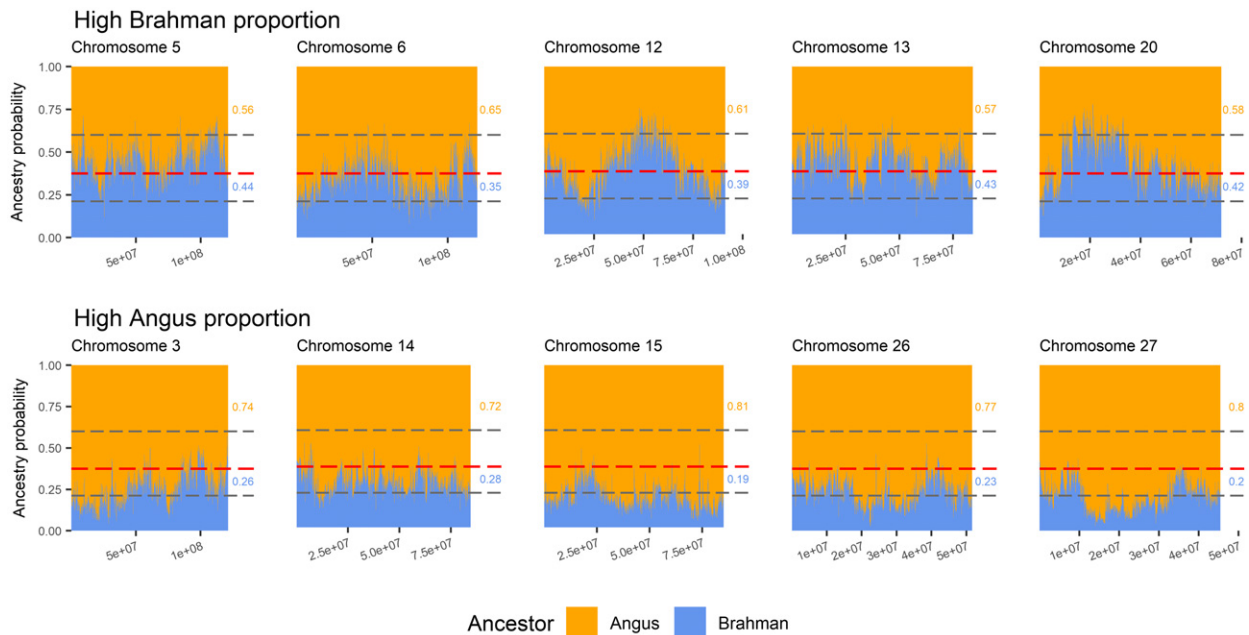 High Brahman proportion
Chromosome 5 Chromosome 6 Chromosome 12 Chromosome 13 Chromosome 20
Ancestry probability
1.00
0.75
0.50
0.25
0.00
0.56 0.65 0.61 0.57 0.58
0.44 0.35 0.39 0.43 0.42
5e+07 1e+08 5e+07 1e+08 2.5e+07 5.0e+07 7.5e+07 1.0e+08 2.5e+07 5.0e+07 7.5e+07 2e+07 4e+07 6e+07 8e+07
High Angus proportion
Chromosome 3 Chromosome 14 Chromosome 15 Chromosome 26 Chromosome 27
Ancestry probability
1.00
0.75
0.50
0.25
0.00
0.74 0.72 0.81 0.77 0.8
0.26 0.28 0.19 0.23 0.2
5e+07 1e+08 2.5e+07 5.0e+07 7.5e+07 2.5e+07 5.0e+07 7.5e+07 1e+07 2e+07 3e+07 4e+07 5e+07 1e+07 2e+07 3e+07 4e+07 5e+07
Ancestor Angus Brahman